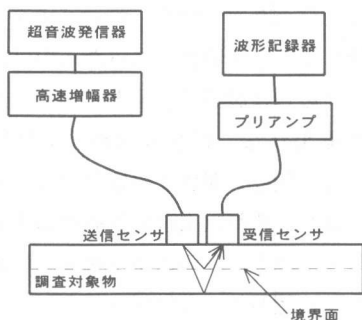 超音波発信器
波形記録器
高速増幅器
プリアンプ
送信センサ
受信センサ
調査対象物
境界面